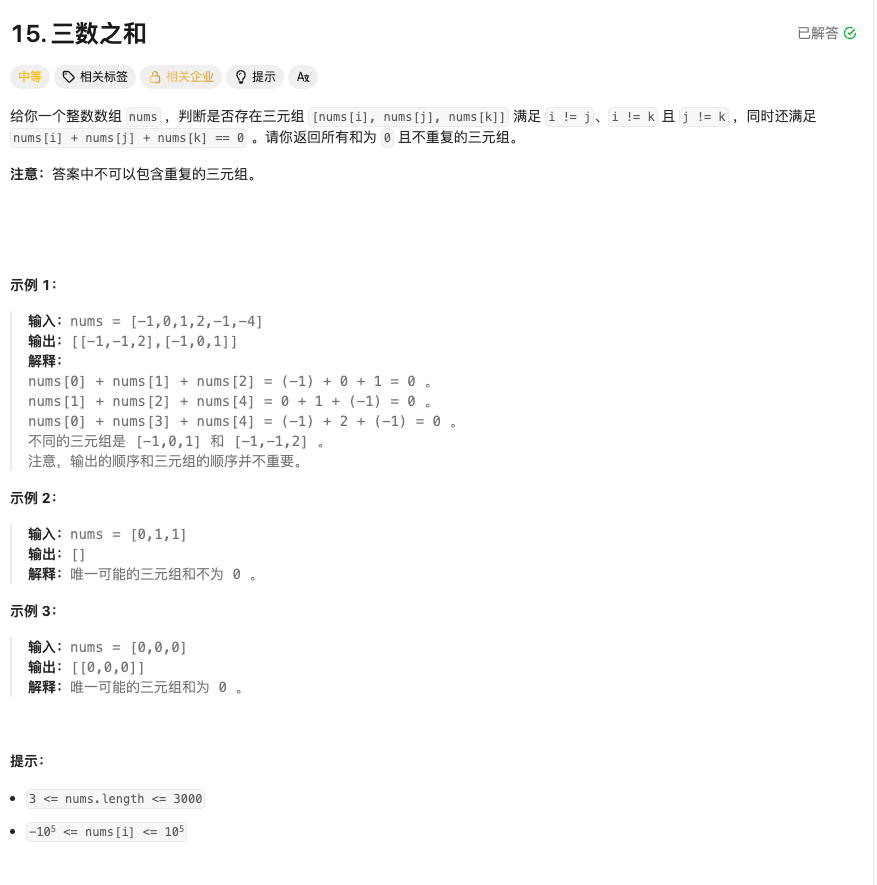 15. 三数之和
已解答
中等 相关标签 相关企业 提示 Az
给你一个整数数组 nums ，判断是否存在三元组 [nums[i], nums[j], nums[k]] 满足 i != j、i != k 且 j != k ，同时还满足
nums[i] + nums[j] + nums[k] == 0 。请你返回所有和为 0 且不重复的三元组。
注意：答案中不可以包含重复的三元组。
示例 1：
输入：nums = [-1,0,1,2,-1,-4]
输出：[[-1,-1,2],[-1,0,1]]
解释：
nums[0] + nums[1] + nums[2] = (-1) + 0 + 1 = 0 。
nums[1] + nums[2] + nums[4] = 0 + 1 + (-1) = 0 。
nums[0] + nums[3] + nums[4] = (-1) + 2 + (-1) = 0 。
不同的三元组是 [-1,0,1] 和 [-1,-1,2] 。
注意，输出的顺序和三元组的顺序并不重要。
示例 2：
输入：nums = [0,1,1]
输出：[]
解释：唯一可能的三元组和不为 0 。
示例 3：
输入：nums = [0,0,0]
输出：[[0,0,0]]
解释：唯一可能的三元组和为 0 。
提示：
• 3 <= nums.length <= 3000
• -10⁵ <= nums[i] <= 10⁵